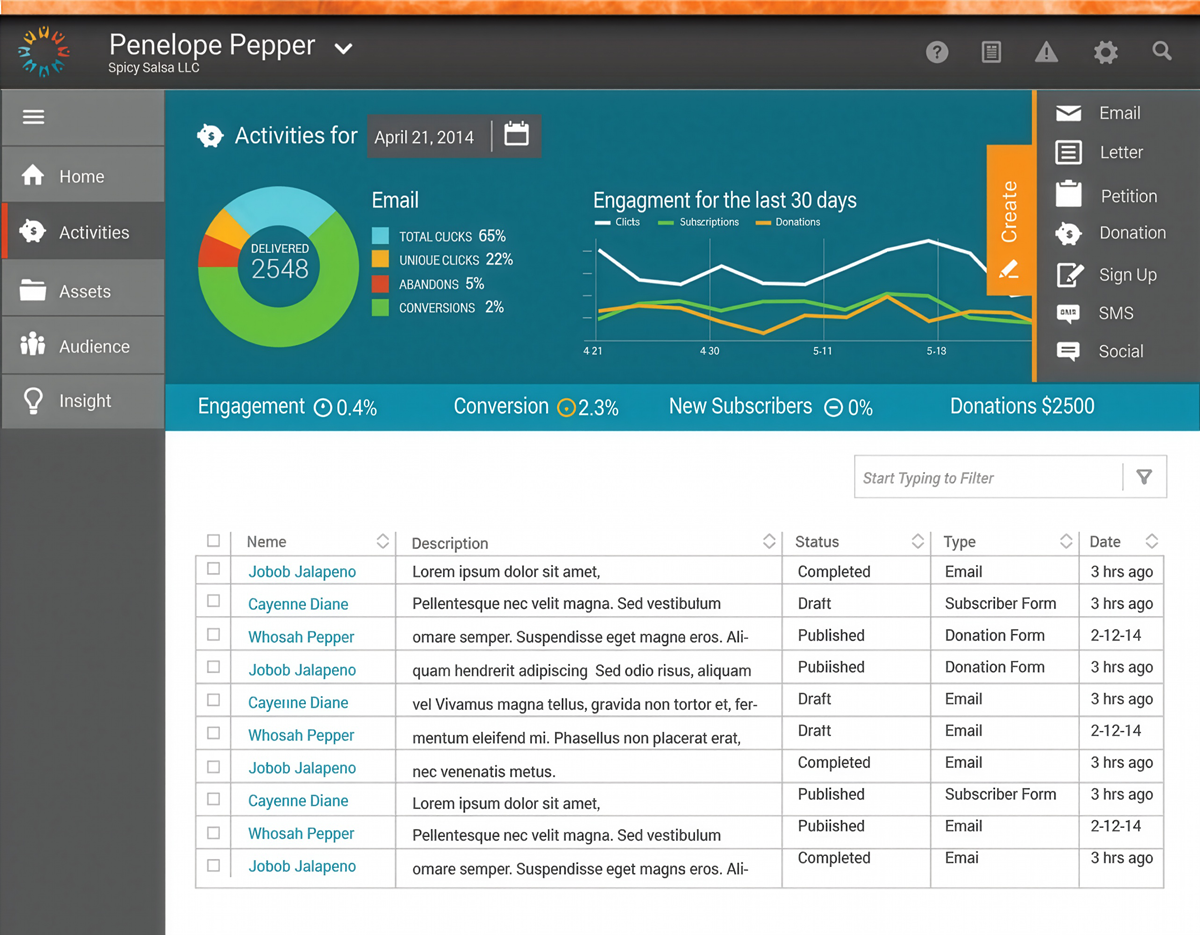 Penelope Pepper
Spicy Salsa LLC
Home
Activities
Assets
Audience
Insight
Activities for April 21, 2014
DELIVERED
2548
Email
TOTAL CLICKS 65%
UNIQUE CLICKS 22%
ABANDONS 5%
CONVERSIONS 2%
Engagment for the last 30 days
Clicts Subscriptions Donations
4 21 4 30 5-11 5-13
Create
Email
Letter
Petition
Donation
Sign Up
SMS
Social
Engagement 0.4% Conversion 2.3% New Subscribers 0% Donations $2500
Start Typing to Filter
Neme Description Status Type Date
Jobob Jalapeno Lorem ipsum dolor sit amet, Completed Email 3 hrs ago
Cayenne Diane Pellentesque nec velit magna. Sed vestibulum Draft Subscriber Form 3 hrs ago
Whosah Pepper omare semper. Suspendisse eget magna eros. Ali- Published Donation Form 2-12-14
Jobob Jalapeno quam hendrerit adipiscing Sed odio risus, aliquam Pubiished Donation Form 3 hrs ago
Cayenne Diane vel Vivamus magna tellus, gravida non tortor et, fer- Draft Email 3 hrs ago
Whosah Pepper mentum eleifend mi. Phasellus non placerat erat, Draft Email 2-12-14
Jobob Jalapeno nec venenatis metus. Completed Email 3 hrs ago
Cayenne Diane Lorem ipsum dolor sit amet, Published Subscriber Form 3 hrs ago
Whosah Pepper Pellentesque nec velit magna. Sed vestibulum Pubiished Email 2-12-14
Jobob Jalapeno omare semper. Suspendisse eget magns eros. Ali- Completed Emai 3 hrs ago